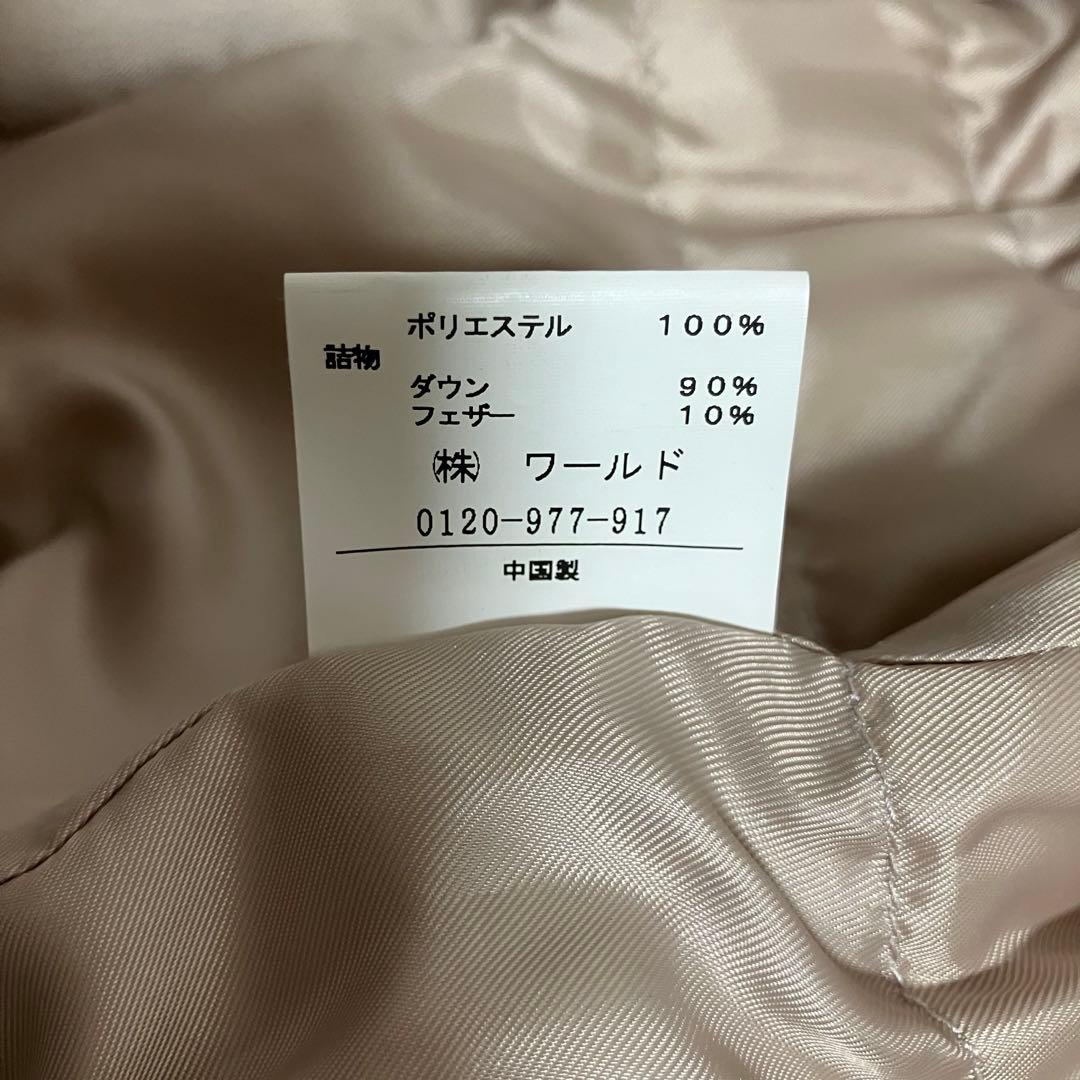 ポリエステル　１００％
詰物
ダウン　９０％
フェザー　１０％
㈱　ワールド
0120-977-917
中国製